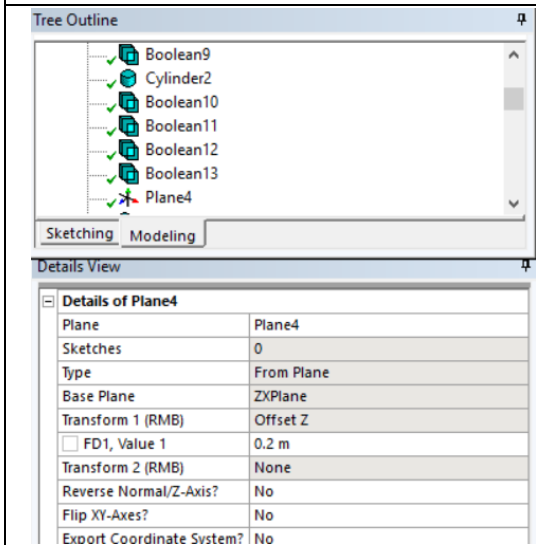 Tree Outline
Boolean9
Cylinder2
Boolean10
Boolean11
Boolean12
Boolean13
Plane4
Sketching Modeling
Details View
Details of Plane4
Plane Plane4
Sketches 0
Type From Plane
Base Plane ZXPlane
Transform 1 (RMB) Offset Z
FD1, Value 1 0.2 m
Transform 2 (RMB) None
Reverse Normal/Z-Axis? No
Flip XY-Axes? No
Export Coordinate System? No